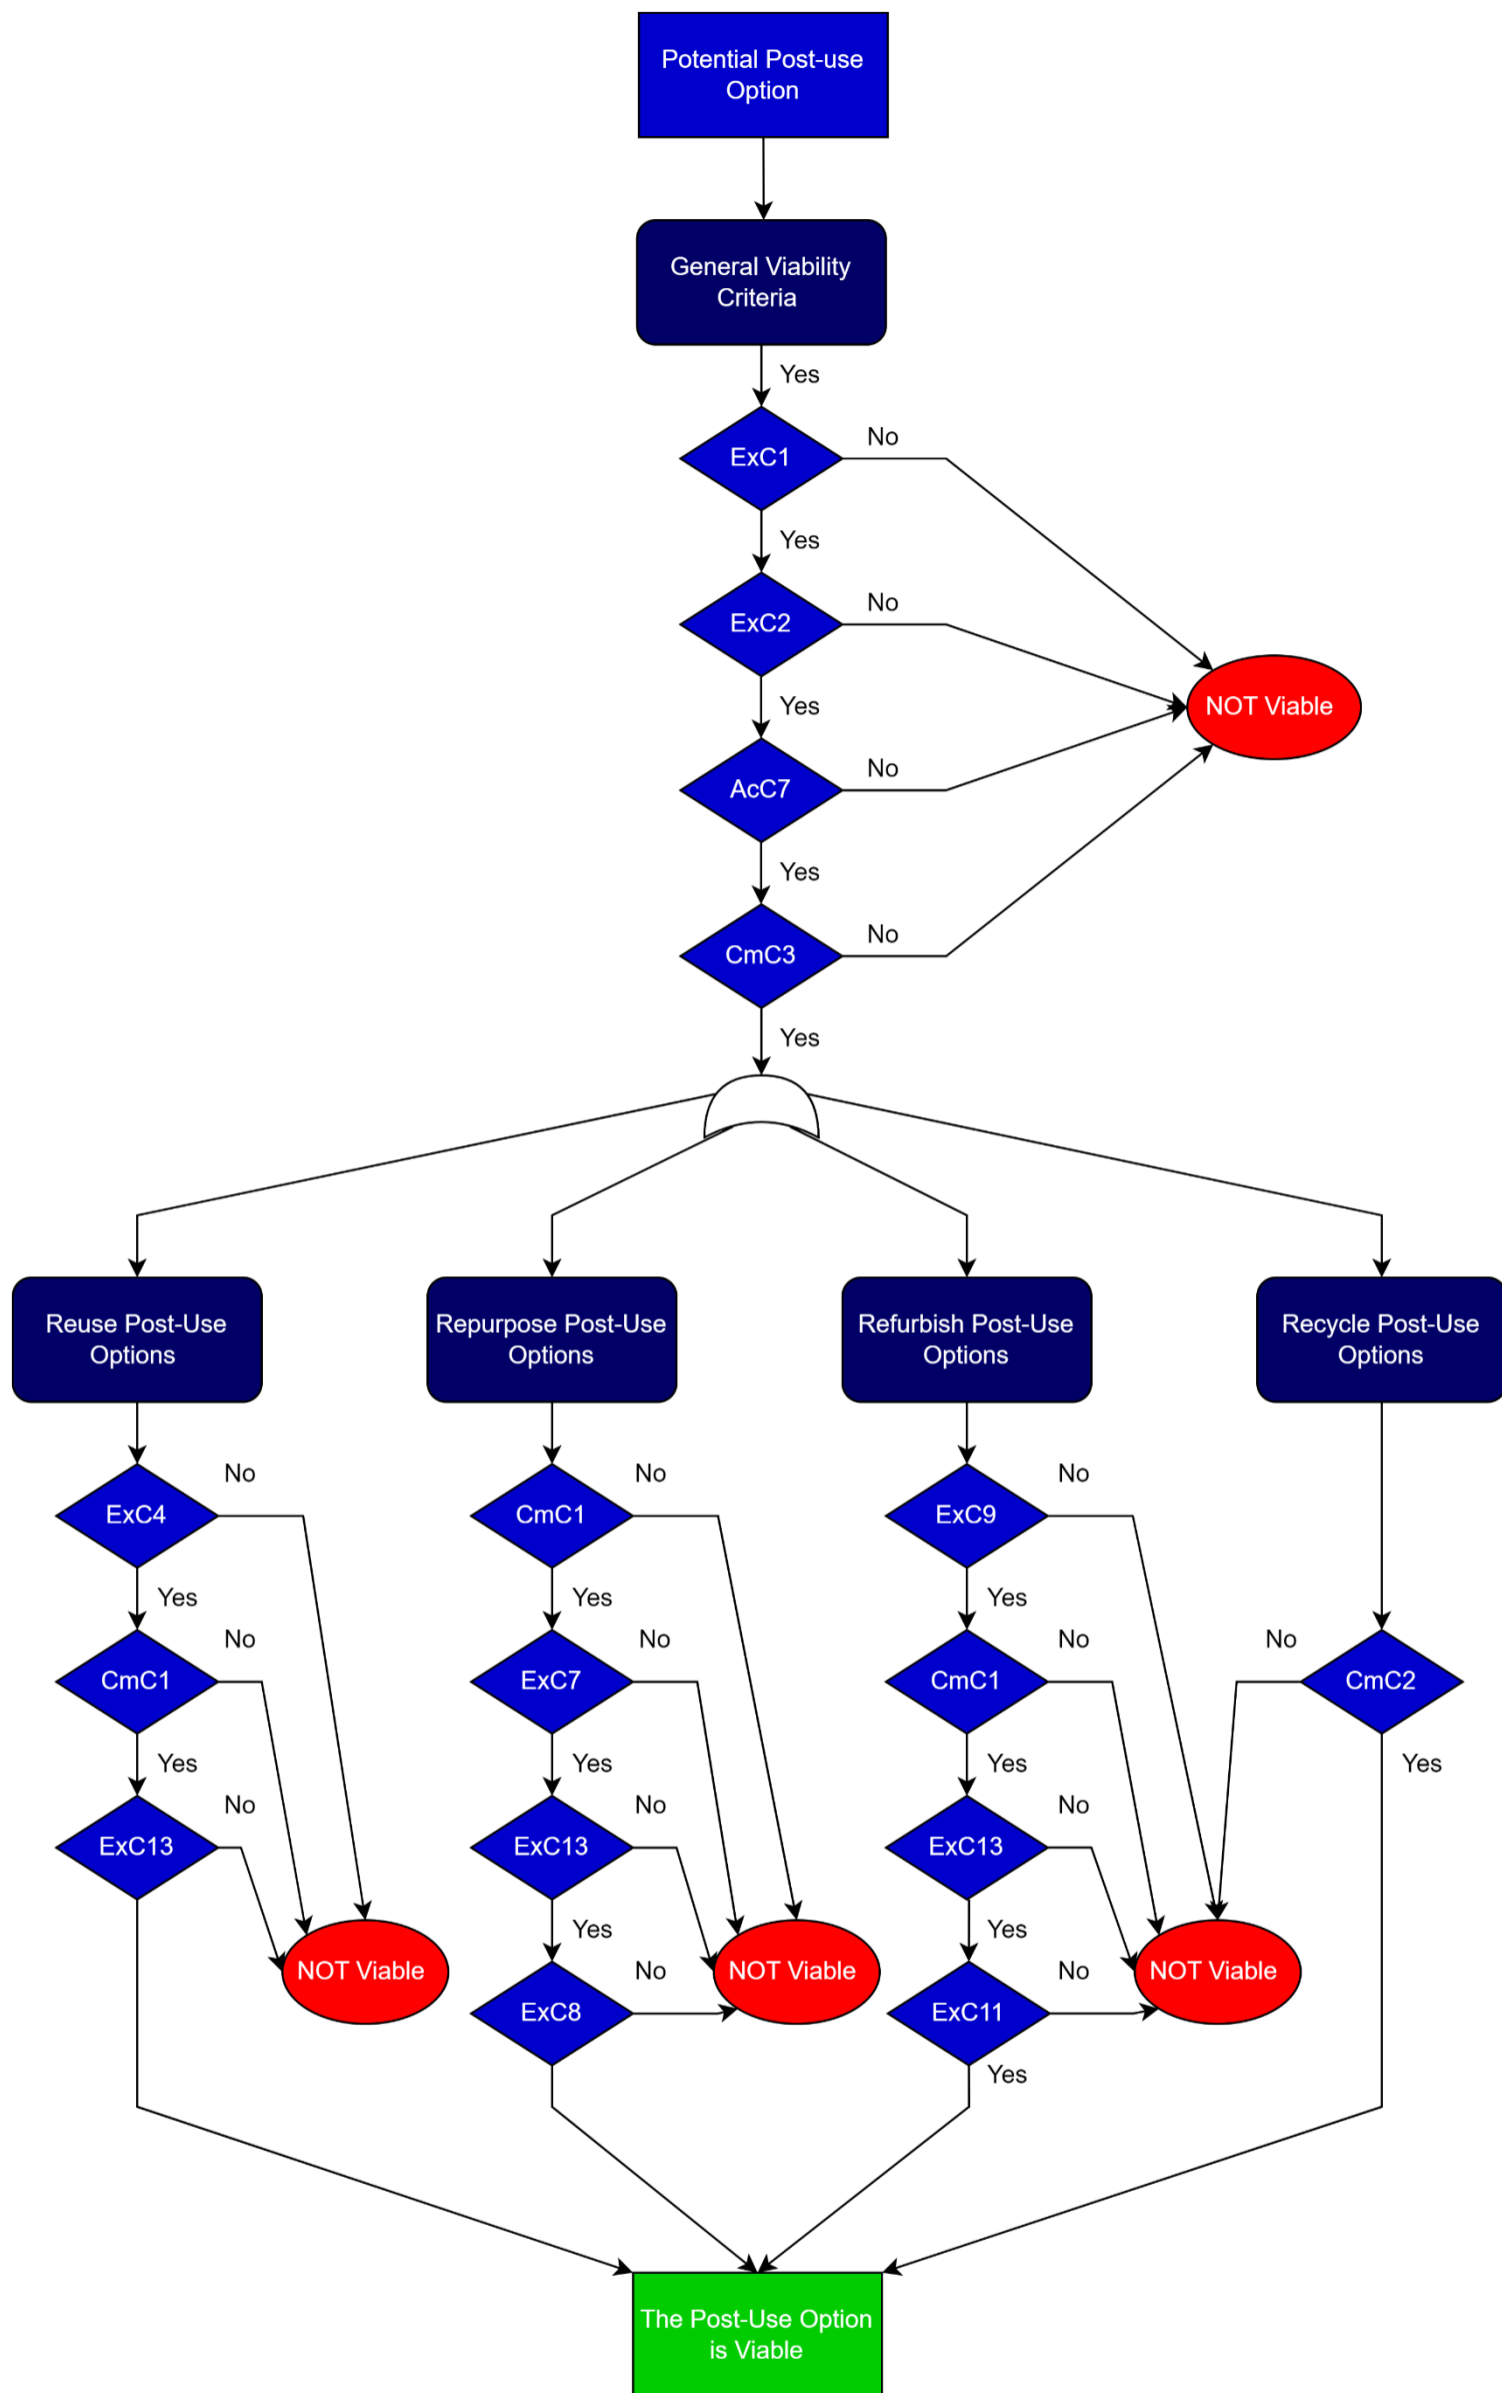 Potential Post-use
Option
General Viability
Criteria
Yes
ExC1
No
Yes
ExC2
No
Yes
NOT Viable
AcC7
No
Yes
CmC3
No
Yes
Reuse Post-Use
Options
Repurpose Post-Use
Options
Refurbish Post-Use
Options
Recycle Post-Use
Options
No
No
No
ExC4
CmC1
ExC9
Yes
Yes
Yes
No
No
No
No
CmC1
ExC7
CmC1
CmC2
Yes
Yes
Yes
Yes
No
No
No
ExC13
ExC13
ExC13
Yes
Yes
NOT Viable
No
NOT Viable
No
NOT Viable
ExC8
ExC11
Yes
The Post-Use Option
is Viable